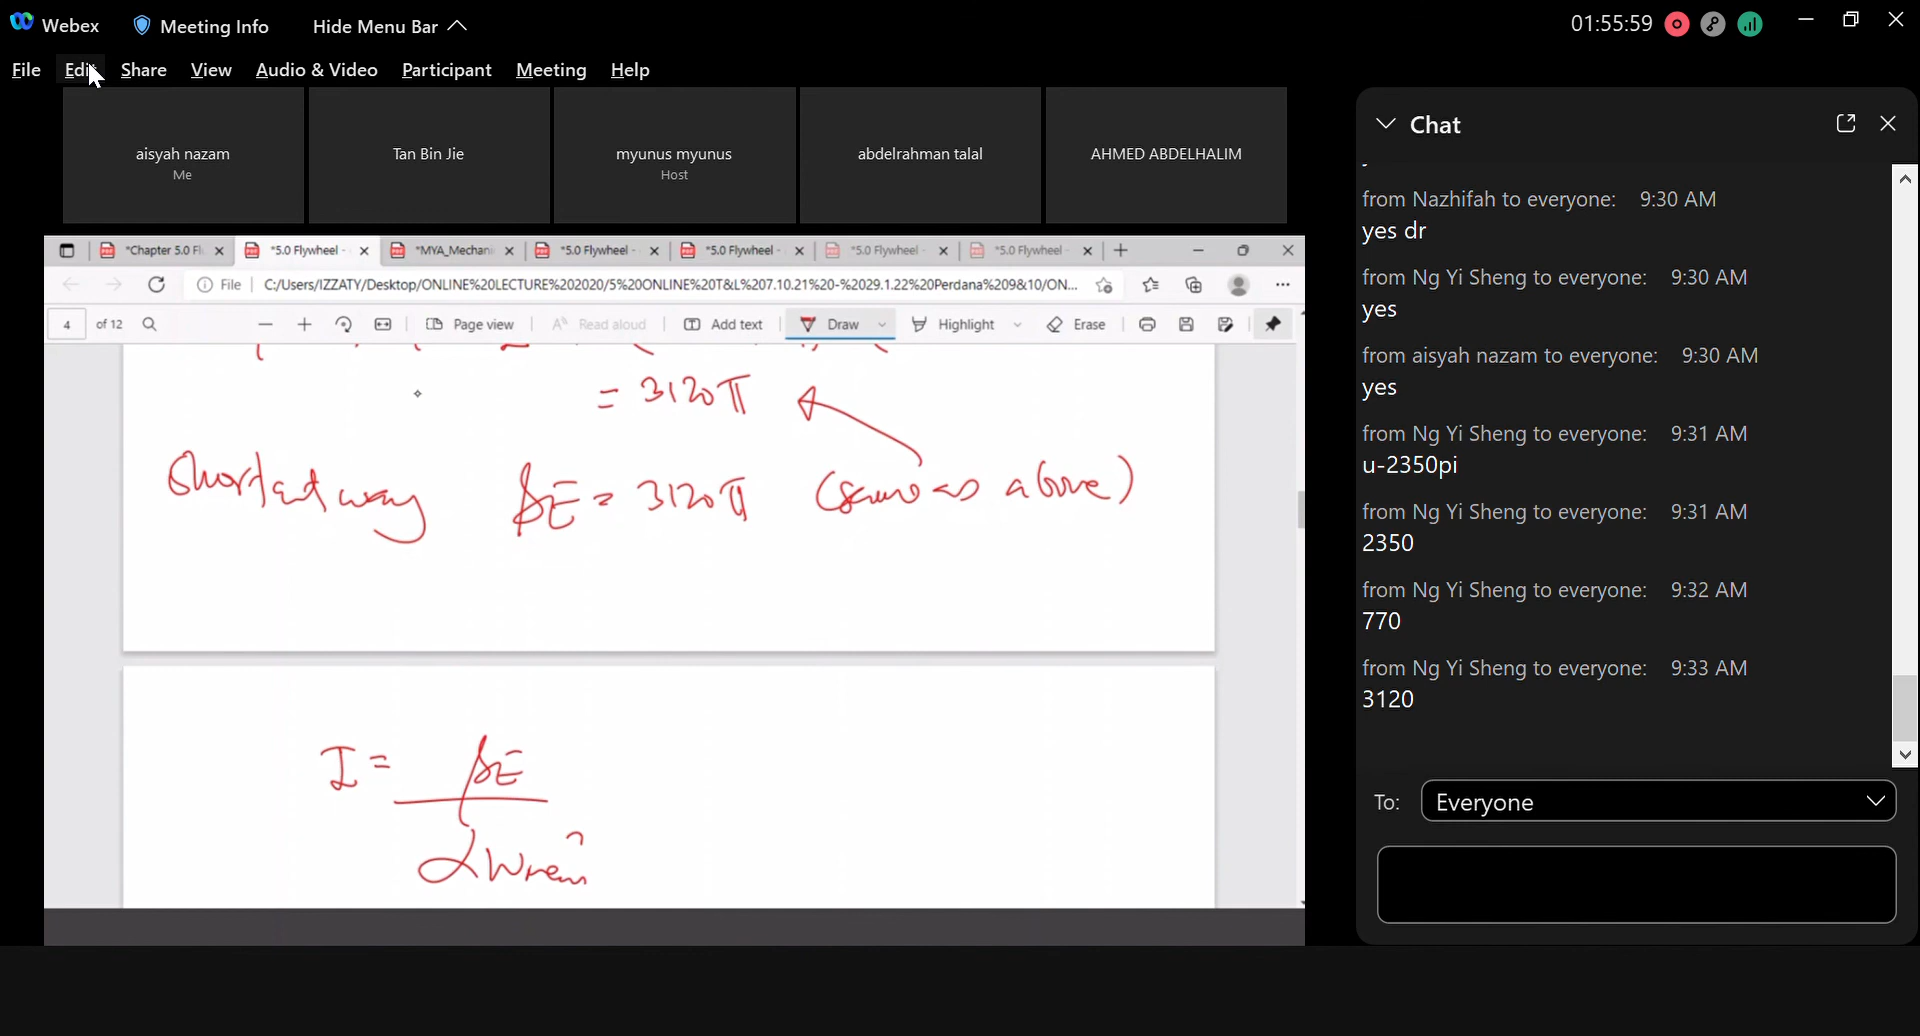 Webex
Meeting Info
Hide Menu Bar
01:55:59
File Edit Share View Audio & Video Participant Meeting Help
aisyah nazam
Me
Tan Bin Jie
myunus myunus
Host
abdelrahman talal
AHMED ABDELHALIM
*Chapter 5.0 Fl
*5.0 Flywheel -
*MYA_Mechani
*5.0 Flywheel -
*5.0 Flywheel -
*5.0 Flywheel -
*5.0 Flywheel -
File C:/Users/IZZATY/Desktop/ONLINE%20LECTURE%202020/5%20ONLINE%20T&L%207.10.21%20-%2029.1.22%20Perdana%209&10/ON...
4 of 12
Page view
Read aloud
Add text
Draw
Highlight
Erase
= 3120π
Shortcut way
βE = 3120π (same as above)
I = βE
αWmean²
Chat
from Nazhifah to everyone: 9:30 AM
yes dr
from Ng Yi Sheng to everyone: 9:30 AM
yes
from aisyah nazam to everyone: 9:30 AM
yes
from Ng Yi Sheng to everyone: 9:31 AM
u-2350pi
from Ng Yi Sheng to everyone: 9:31 AM
2350
from Ng Yi Sheng to everyone: 9:32 AM
770
from Ng Yi Sheng to everyone: 9:33 AM
3120
To: Everyone